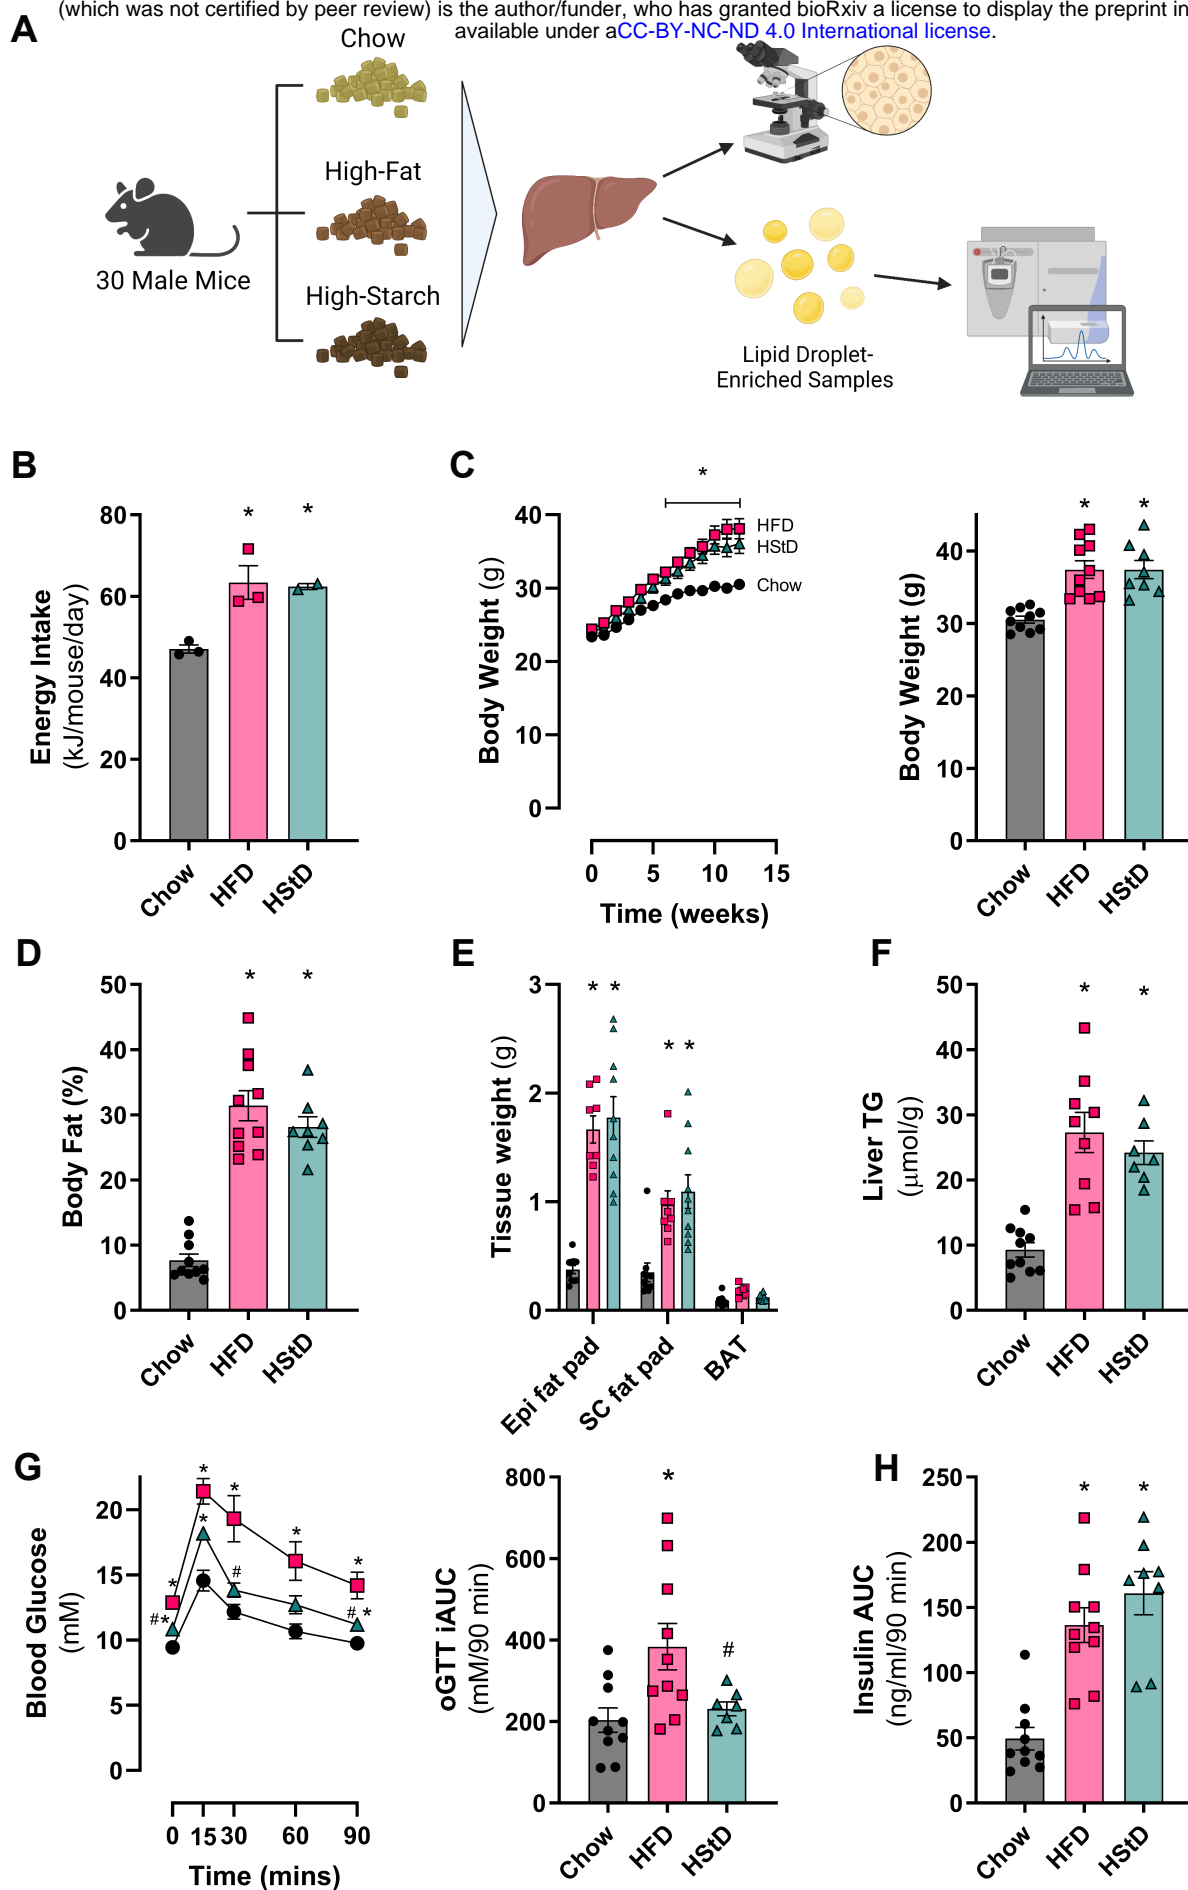 (which was not certified by peer review) is the author/funder, who has granted bioRxiv a license to display the preprint in
available under aCC-BY-NC-ND 4.0 International license.
A
Chow
High-Fat
30 Male Mice
High-Starch
Lipid Droplet-
Enriched Samples
B
Energy Intake
(kJ/mouse/day)
80
60
40
20
0
* *
Chow
HFD
HStD
C
Body Weight (g)
40
30
20
10
0
*
HFD
HStD
Chow
0 5 10 15
Time (weeks)
Body Weight (g)
40
30
20
10
0
* *
Chow
HFD
HStD
D
Body Fat (%)
50
40
30
20
10
0
* *
Chow
HFD
HStD
E
Tissue weight (g)
3
2
1
0
* *
* *
Epi fat pad
SC fat pad
BAT
F
Liver TG
(µmol/g)
50
40
30
20
10
0
* *
Chow
HFD
HStD
G
Blood Glucose
(mM)
20
15
10
5
0
*
*
*
*
*
*
#*
#
#*
0 15 30 60 90
Time (mins)
oGTT iAUC
(mM/90 min)
800
600
400
200
0
*
#
Chow
HFD
HStD
H
Insulin AUC
(ng/ml/90 min)
250
200
150
100
50
0
* *
Chow
HFD
HStD